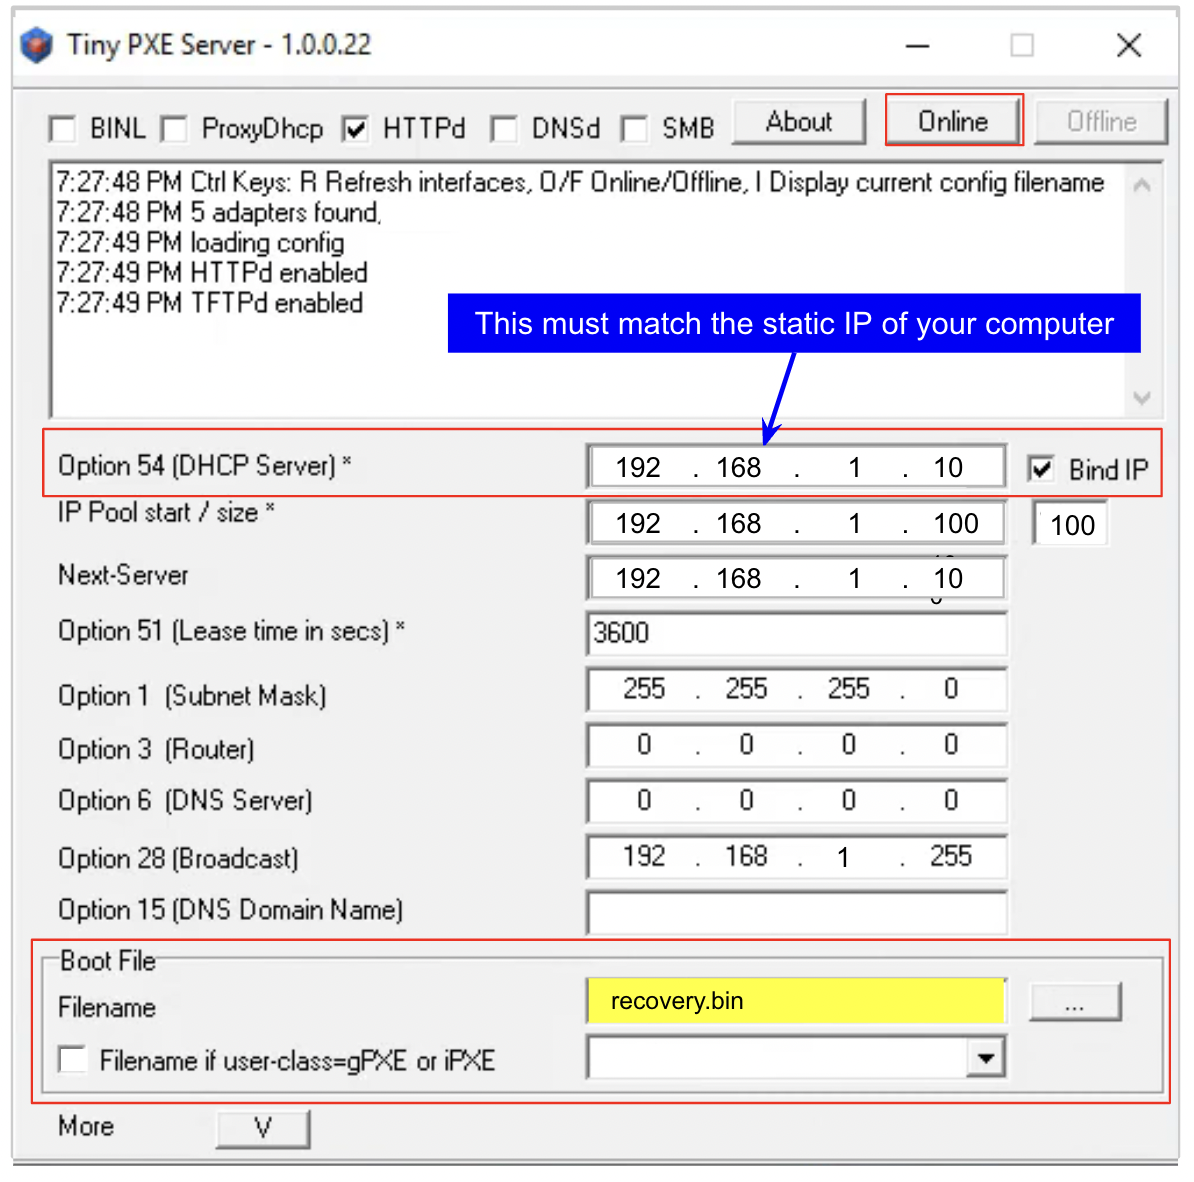 Tiny PXE Server - 1.0.0.22
BINL ProxyDhcp HTTPd DNSd SMB About Online Offline
7:27:48 PM Ctrl Keys: R Refresh interfaces, O/F Online/Offline, I Display current config filename
7:27:48 PM 5 adapters found,
7:27:49 PM loading config
7:27:49 PM HTTPd enabled
7:27:49 PM TFTPd enabled
This must match the static IP of your computer
Option 54 (DHCP Server) * 192 . 168 . 1 . 10 Bind IP
IP Pool start / size * 192 . 168 . 1 . 100 100
Next-Server 192 . 168 . 1 . 10
Option 51 (Lease time in secs) * 3600
Option 1 (Subnet Mask) 255 . 255 . 255 . 0
Option 3 (Router) 0 . 0 . 0 . 0
Option 6 (DNS Server) 0 . 0 . 0 . 0
Option 28 (Broadcast) 192 . 168 . 1 . 255
Option 15 (DNS Domain Name)
Boot File
Filename recovery.bin ...
Filename if user-class=gPXE or iPXE
More V